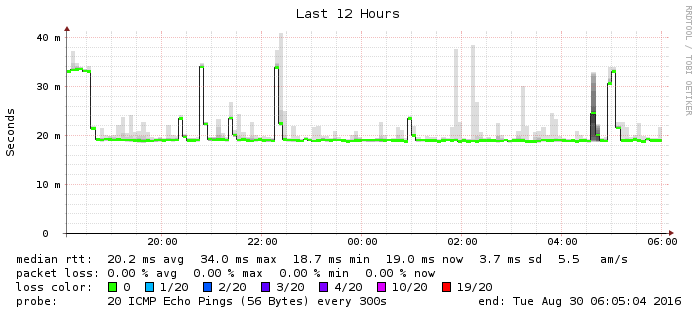 Last 12 Hours
RRDTOOL / TOBI OETIKER
Seconds
40 m
30 m
20 m
10 m
0
20:00 22:00 00:00 02:00 04:00 06:00
median rtt: 20.2 ms avg 34.0 ms max 18.7 ms min 19.0 ms now 3.7 ms sd 5.5 am/s
packet loss: 0.00 % avg 0.00 % max 0.00 % min 0.00 % now
loss color: 0 1/20 2/20 3/20 4/20 10/20 19/20
probe: 20 ICMP Echo Pings (56 Bytes) every 300s end: Tue Aug 30 06:05:04 2016